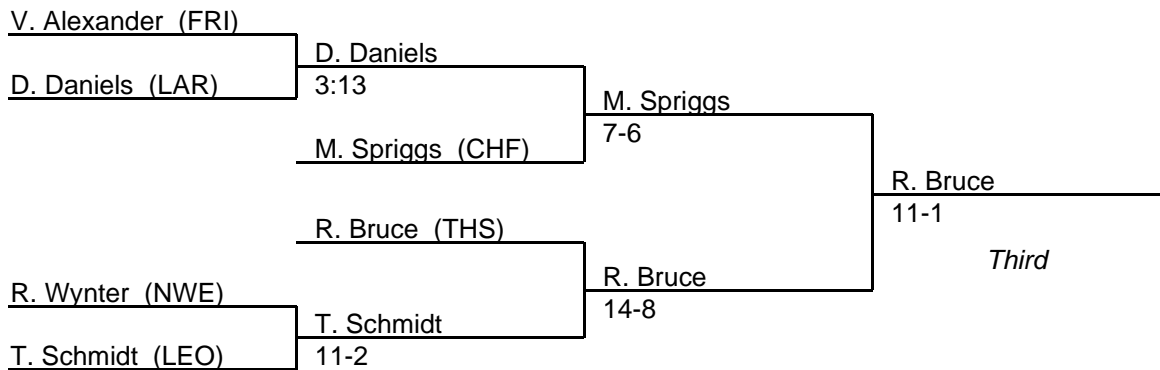 V. Alexander (FRI)
D. Daniels
D. Daniels (LAR)
3:13
M. Spriggs
7-6
M. Spriggs (CHF)
R. Bruce
11-1
R. Bruce (THS)
Third
R. Bruce
14-8
R. Wynter (NWE)
T. Schmidt
T. Schmidt (LEO)
11-2